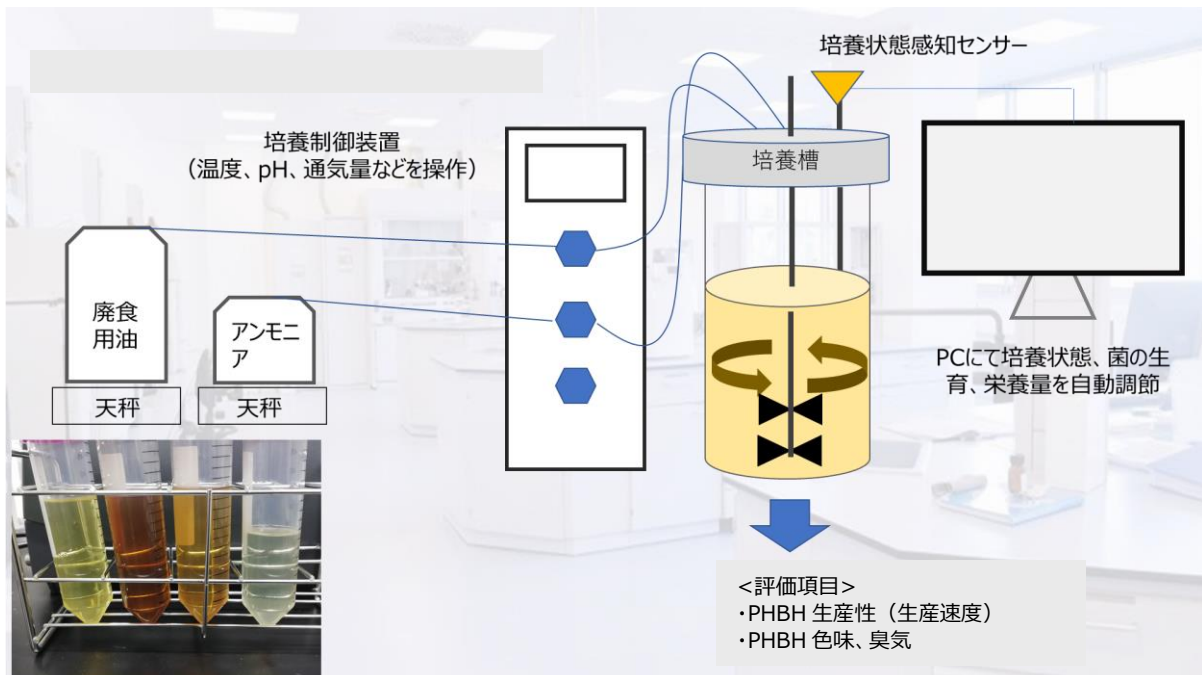 培養状態感知センサー
培養制御装置
（温度、pH、通気量などを操作）
培養槽
廃食
用油
アンモニ
ア
天秤
天秤
PCにて培養状態、菌の生
育、栄養量を自動調節
<評価項目>
・PHBH 生産性（生産速度）
・PHBH 色味、臭気